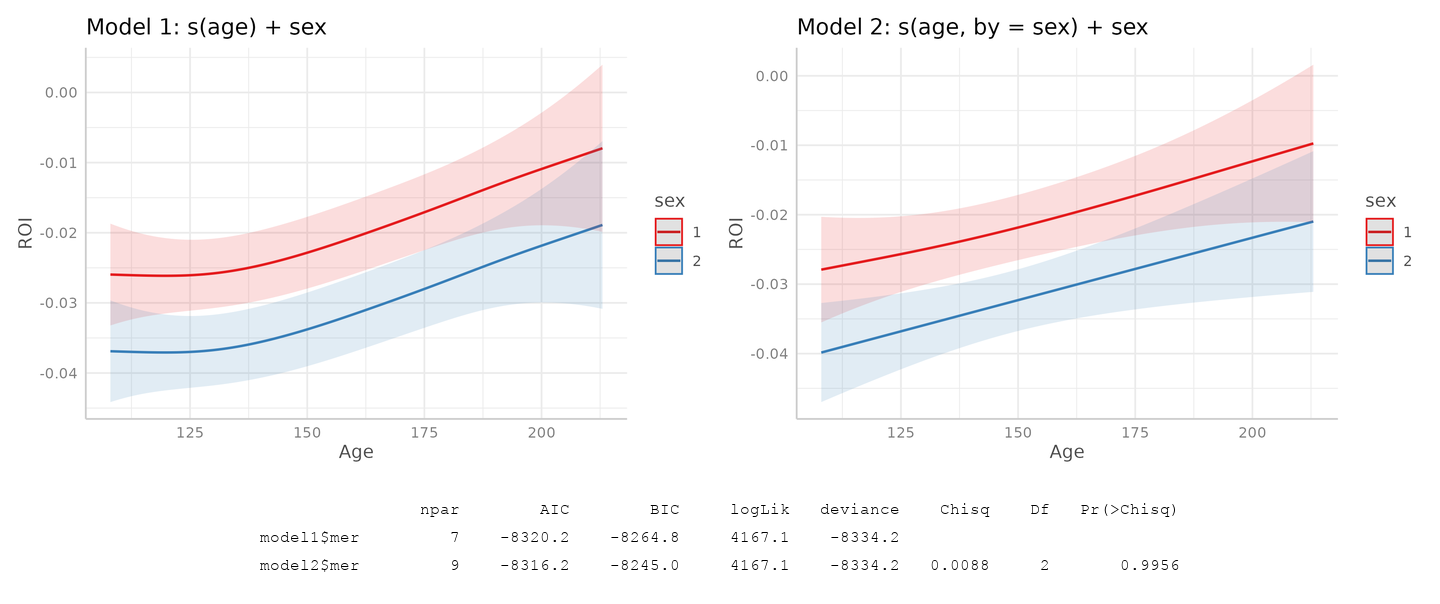 Model 1: s(age) + sex
0.00
-0.01
-0.02
-0.03
-0.04
ROI
125 150 175 200
Age
sex
1
2
Model 2: s(age, by = sex) + sex
0.00
-0.01
-0.02
-0.03
-0.04
ROI
125 150 175 200
Age
sex
1
2
npar AIC BIC logLik deviance Chisq Df Pr(>Chisq)
model1$mer 7 -8320.2 -8264.8 4167.1 -8334.2
model2$mer 9 -8316.2 -8245.0 4167.1 -8334.2 0.0088 2 0.9956